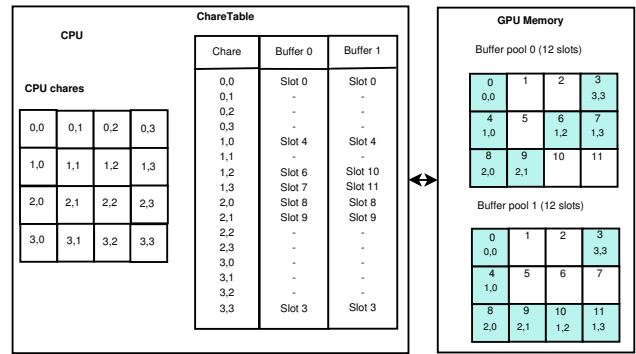 CPU
CPU chares
0,0 0,1 0,2 0,3
1,0 1,1 1,2 1,3
2,0 2,1 2,2 2,3
3,0 3,1 3,2 3,3
ChareTable
Chare Buffer 0 Buffer 1
0,0 Slot 0 Slot 0
0,1 - -
0,2 - -
0,3 - -
1,0 Slot 4 Slot 4
1,1 - -
1,2 Slot 6 Slot 10
1,3 Slot 7 Slot 11
2,0 Slot 8 Slot 8
2,1 Slot 9 Slot 9
2,2 - -
2,3 - -
3,0 - -
3,1 - -
3,2 - -
3,3 Slot 3 Slot 3
GPU Memory
Buffer pool 0 (12 slots)
0 1 2 3
0,0 3,3
4 5 6 7
1,0 1,2 1,3
8 9 10 11
2,0 2,1
Buffer pool 1 (12 slots)
0 1 2 3
0,0 3,3
4 5 6 7
1,0
8 9 10 11
2,0 2,1 1,2 1,3